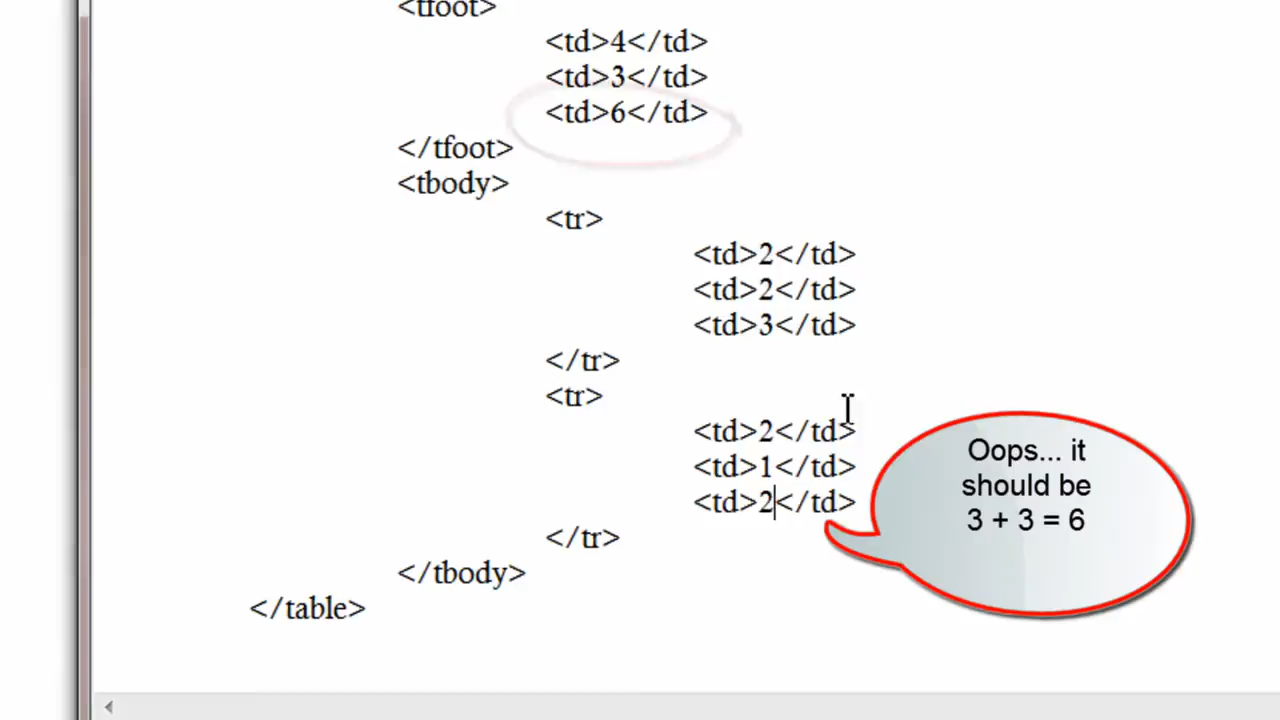 <tfoot>
<td>4</td>
<td>3</td>
<td>6</td>
</tfoot>
<tbody>
<tr>
<td>2</td>
<td>2</td>
<td>3</td>
</tr>
<tr>
<td>2</td>
<td>1</td>
<td>2</td>
</tr>
</tbody>
</table>
Oops... it
should be
3 + 3 = 6